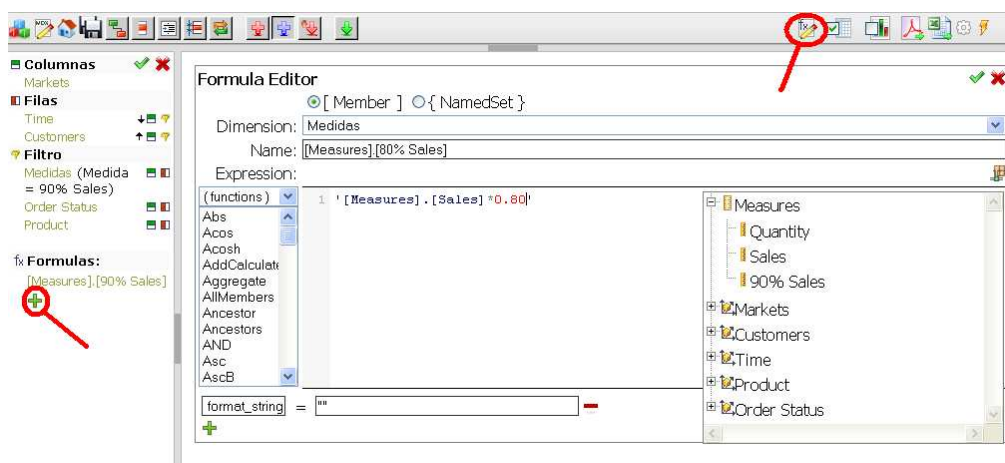 MDX
Columnas
Markets
Filas
Time
Customers
Filtro
Medidas (Medida
= 90% Sales)
Order Status
Product
fx Formulas:
[Measures].[90% Sales]
Formula Editor
[ Member ] { NamedSet }
Dimension: Medidas
Name: [Measures].[80% Sales]
Expression:
(functions)
Abs
Acos
Acosh
AddCalculate
Aggregate
AllMembers
Ancestor
Ancestors
AND
Asc
AscB
1 '[Measures].[Sales]*0.80'
format_string = ""
Measures
Quantity
Sales
90% Sales
Markets
Customers
Time
Product
Order Status